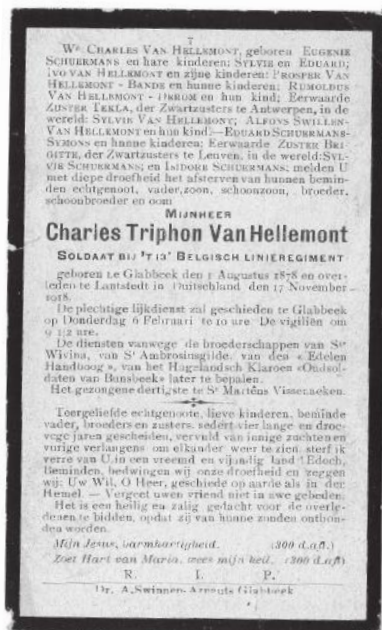 †
We CHARLES VAN HELLEMONT, geboren EUGENIE
SCHUERMANS en hare kinderen; SYLVIE en EDUARD;
IVO VAN HELLEMONT en zijne kinderen; PROSPER VAN
HELLEMONT - BANDE en hunne kinderen; RUMOLDUS
VAN HELLEMONT - DEROM en hun kind; Eerwaarde
ZUSTER TEKLA, der Zwartzusters te Antwerpen, in de
wereld: SYLVIE VAN HELLEMONT; ALFONS SWILLEN-
VAN HELLEMONT en hun kind;—EDUARD SCHUERMANS-
SYMONS en hunne kinderen; Eerwaarde ZUSTER BRI-
GITTE, der Zwartzusters te Leuven, in de wereld: SYL-
VIE SCHUERMANS; en ISIDORE SCHUERMANS; melden U
met diepe droefheid het afsterven van hunnen bemin-
den echtgenoot, vader, zoon, schoonzoon, broeder,
schoonbroeder en oom
MIJNHEER
Charles Triphon Van Hellemont
SOLDAAT BIJ 'T 13e BELGISCH LINIEREGIMENT
geboren te Glabbeek den 1 Augustus 1878 en over-
leden te Lantstedt in Duitschland den 17 November
1918.
De plechtige lijkdienst zal geschieden te Glabbeek
op Donderdag 6 Februari te 10 ure. De vigiliën om
9 1/2 ure.
De diensten vanwege de broederschappen van Ste
Wivina, van St Ambrosiusgilde, van den « Edelen
Handboog », van het Hagelandsch Klaroen «Oudsol-
daten van Bunsbeek» later te bepalen.
Het gezongene dertigste te St Martens Vissenaeken.
Toergeliefde echtgenoote, lieve kinderen, beminde
vader, broeders en zusters, sedert vier lange en droe-
vege jaren gescheiden, vervuld van innige zuchten en
vurige verlangens om elkander weer te zien, sterf ik
verre van U, in een vreemd en vijandig land! Edoch,
Beminden, bedwingen wij onze droefheid en zeggen
wij: Uw Wil, O Heer, geschiede op aarde als in der
Hemel. — Vergeet uwen vriend niet in uwe gebeden.
Het is een heilig en zalig gedacht voor de overle-
denen te bidden, opdat zij van hunne zonden ontbon-
den worden.
Mijn Jesus, barmhartigheid. (300 d.afl.)
Zoet Hart van Maria, wees mijn heil. (300 d.afl)
R. I. P.
Dr. A. Swinnen-Arnauts Glabbeek